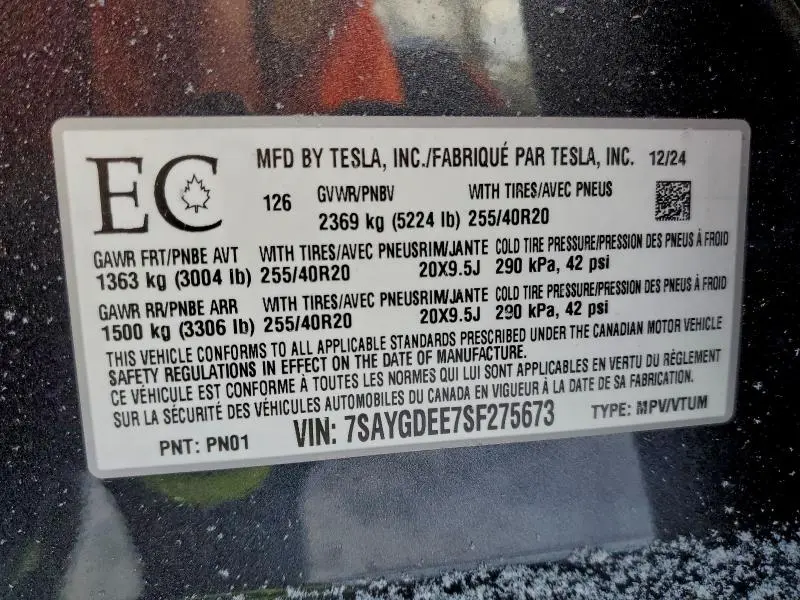 EC
MFD BY TESLA, INC./FABRIQUÉ PAR TESLA, INC. 12/24
126 GVWR/PNBV WITH TIRES/AVEC PNEUS
2369 kg (5224 lb) 255/40R20
GAWR FRT/PNBE AVT WITH TIRES/AVEC PNEUS RIM/JANTE COLD TIRE PRESSURE/PRESSION DES PNEUS À FROID
1363 kg (3004 lb) 255/40R20 20X9.5J 290 kPa, 42 psi
GAWR RR/PNBE ARR WITH TIRES/AVEC PNEUS RIM/JANTE COLD TIRE PRESSURE/PRESSION DES PNEUS À FROID
1500 kg (3306 lb) 255/40R20 20X9.5J 290 kPa, 42 psi
THIS VEHICLE CONFORMS TO ALL APPLICABLE STANDARDS PRESCRIBED UNDER THE CANADIAN MOTOR VEHICLE
SAFETY REGULATIONS IN EFFECT ON THE DATE OF MANUFACTURE.
CE VÉHICULE EST CONFORME À TOUTES LES NORMES QUI LUI SONT APPLICABLES EN VERTU DU RÈGLEMENT
SUR LA SÉCURITÉ DES VÉHICULES AUTOMOBILES DU CANADA EN VIGUEUR À LA DATE DE SA FABRICATION.
PNT: PN01 VIN: 7SAYGDEE7SF275673 TYPE: MPV/VTUM